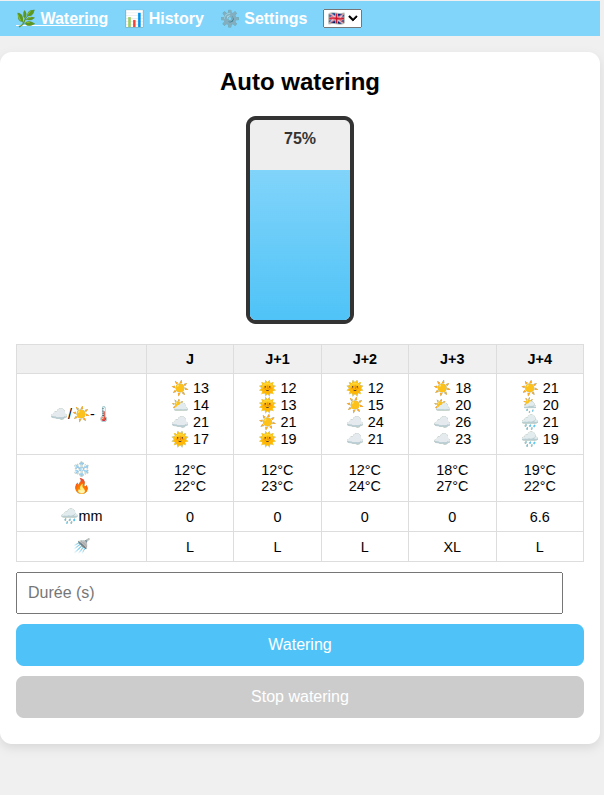 🌿 Watering 📊 History ⚙️ Settings 🇬🇧
Auto watering
75%
J J+1 J+2 J+3 J+4
☁️/☀️-🌡️
☀️ 13 🌞 12 🌞 12 ☀️ 18 ☀️ 21
⛅ 14 🌞 13 ☀️ 15 ⛅ 20 🌦️ 20
☁️ 21 ☀️ 21 ☁️ 24 ☁️ 26 🌧️ 21
🌞 17 🌞 19 ☁️ 21 ☁️ 23 🌧️ 19
❄️ 12°C 12°C 12°C 18°C 19°C
🔥 22°C 23°C 24°C 27°C 22°C
🌧️mm 0 0 0 0 6.6
🚿 L L L XL L
Durée (s)
Watering
Stop watering